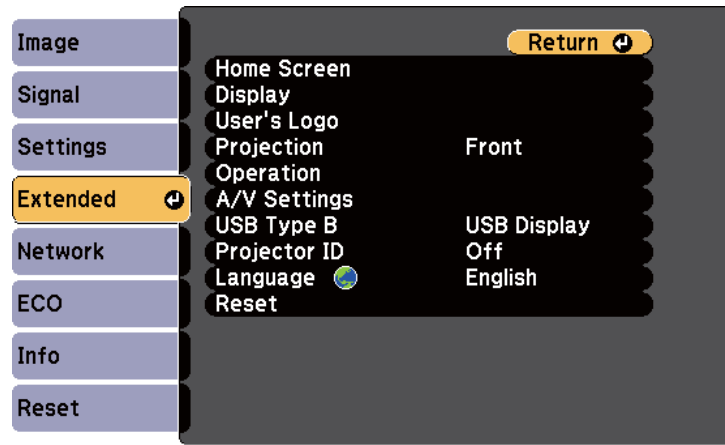 Image
Signal
Settings
Extended
Network
ECO
Info
Reset
Return
Home Screen
Display
User's Logo
Projection Front
Operation
A/V Settings
USB Type B USB Display
Projector ID Off
Language English
Reset